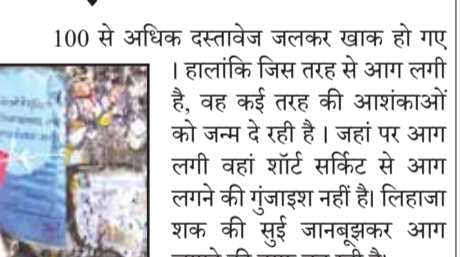 100 से अधिक दस्तावेज जलकर खाक हो गए
। हालांकि जिस तरह से आग लगी
है, वह कई तरह की आशंकाओं
को जन्म दे रही है । जहां पर आग
लगी वहां शॉर्ट सर्किट से आग
लगने की गुंजाइश नहीं है। लिहाजा
शक की सुई जानबूझकर आग